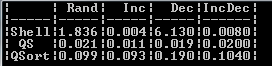 ¦      ¦ Rand¦  Inc¦  Dec¦IncDec¦
¦------¦-----¦-----¦-----¦------¦
¦Shell¦1.836¦0.004¦6.130¦0.0080¦
¦  QS  ¦0.021¦0.011¦0.019¦0.0200¦
¦QSort¦0.099¦0.093¦0.190¦0.1040¦